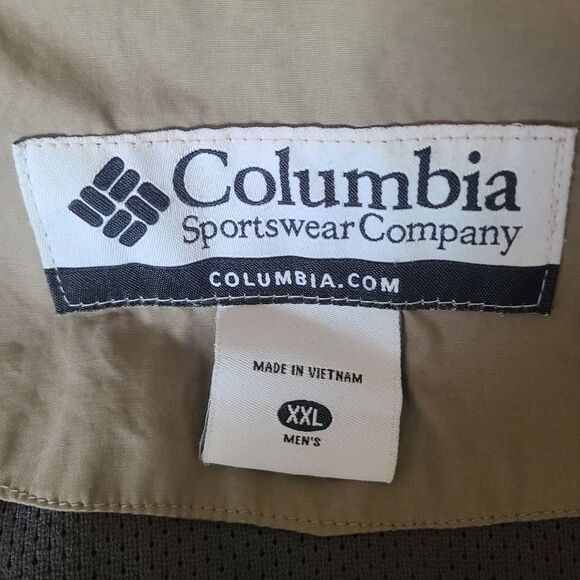 Columbia
Sportswear Company
COLUMBIA.COM
MADE IN VIETNAM
XXL
MEN'S